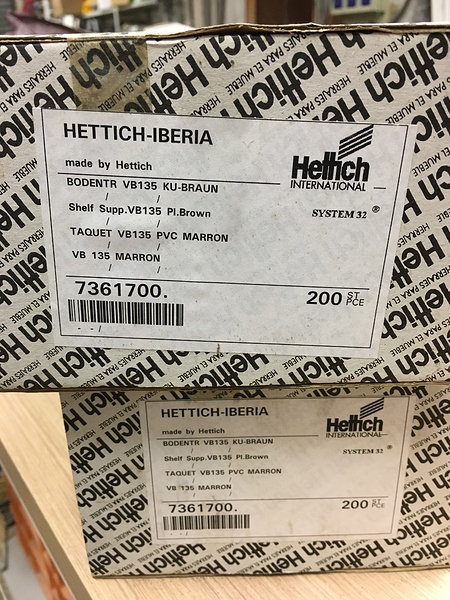 HETTICH-IBERIA
made by Hettich
Hettich
INTERNATIONAL
BODENTR VB135 KU-BRAUN
Shelf Supp.VB135 Pl.Brown
SYSTEM 32 ®
TAQUET VB135 PVC MARRON
VB 135 MARRON
7361700.
200 ST PCE
HETTICH-IBERIA
made by Hettich
Hettich
INTERNATIONAL
BODENTR VB135 KU-BRAUN
Shelf Supp.VB135 Pl.Brown
SYSTEM 32
TAQUET VB135 PVC MARRON
VB 135 MARRON
7361700.
200 ST PCE
Hettich
HERRAJES PARA EL MUEBLE